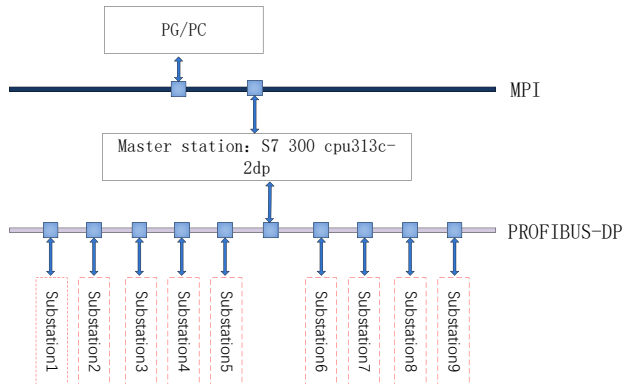 PG/PC
MPI
Master station: S7 300 cpu313c-
2dp
PROFIBUS-DP
Substation1
Substation2
Substation3
Substation4
Substation5
Substation6
Substation7
Substation8
Substation9